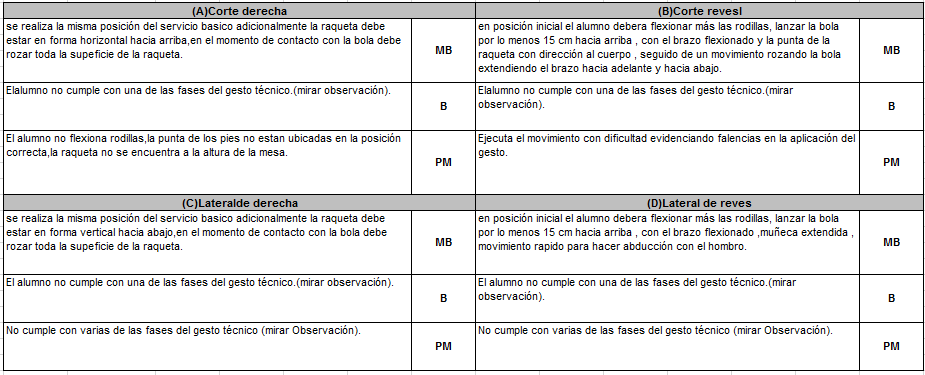 (A)Corte derecha
se realiza la misma posición del servicio basico adicionalmente la raqueta debe
estar en forma horizontal hacia arriba,en el momento de contacto con la bola debe
rozar toda la supeficie de la raqueta.
MB
Elalumno no cumple con una de las fases del gesto técnico.(mirar observación).
B
El alumno no flexiona rodillas,la punta de los pies no estan ubicadas en la posición
correcta,la raqueta no se encuentra a la altura de la mesa.
PM
(B)Corte revesl
en posición inicial el alumno debera flexionar más las rodillas, lanzar la bola
por lo menos 15 cm hacia arriba , con el brazo flexionado y la punta de la
raqueta con dirección al cuerpo , seguido de un movimiento rozando la bola
extendiendo el brazo hacia adelante y hacia abajo.
MB
Elalumno no cumple con una de las fases del gesto técnico.(mirar
observación).
B
Ejecuta el movimiento con dificultad evidenciando falencias en la aplicación del
gesto.
PM
(C)Lateralde derecha
se realiza la misma posición del servicio basico adicionalmente la raqueta debe
estar en forma vertical hacia abajo,en el momento de contacto con la bola debe
rozar toda la supeficie de la raqueta.
MB
El alumno no cumple con una de las fases del gesto técnico.(mirar observación).
B
No cumple con varias de las fases del gesto técnico (mirar Observación).
PM
(D)Lateral de reves
en posición inicial el alumno debera flexionar más las rodillas, lanzar la bola
por lo menos 15 cm hacia arriba , con el brazo flexionado ,muñeca extendida ,
movimiento rapido para hacer abducción con el hombro.
MB
El alumno no cumple con una de las fases del gesto técnico.(mirar
observación).
B
No cumple con varias de las fases del gesto técnico (mirar Observación).
PM